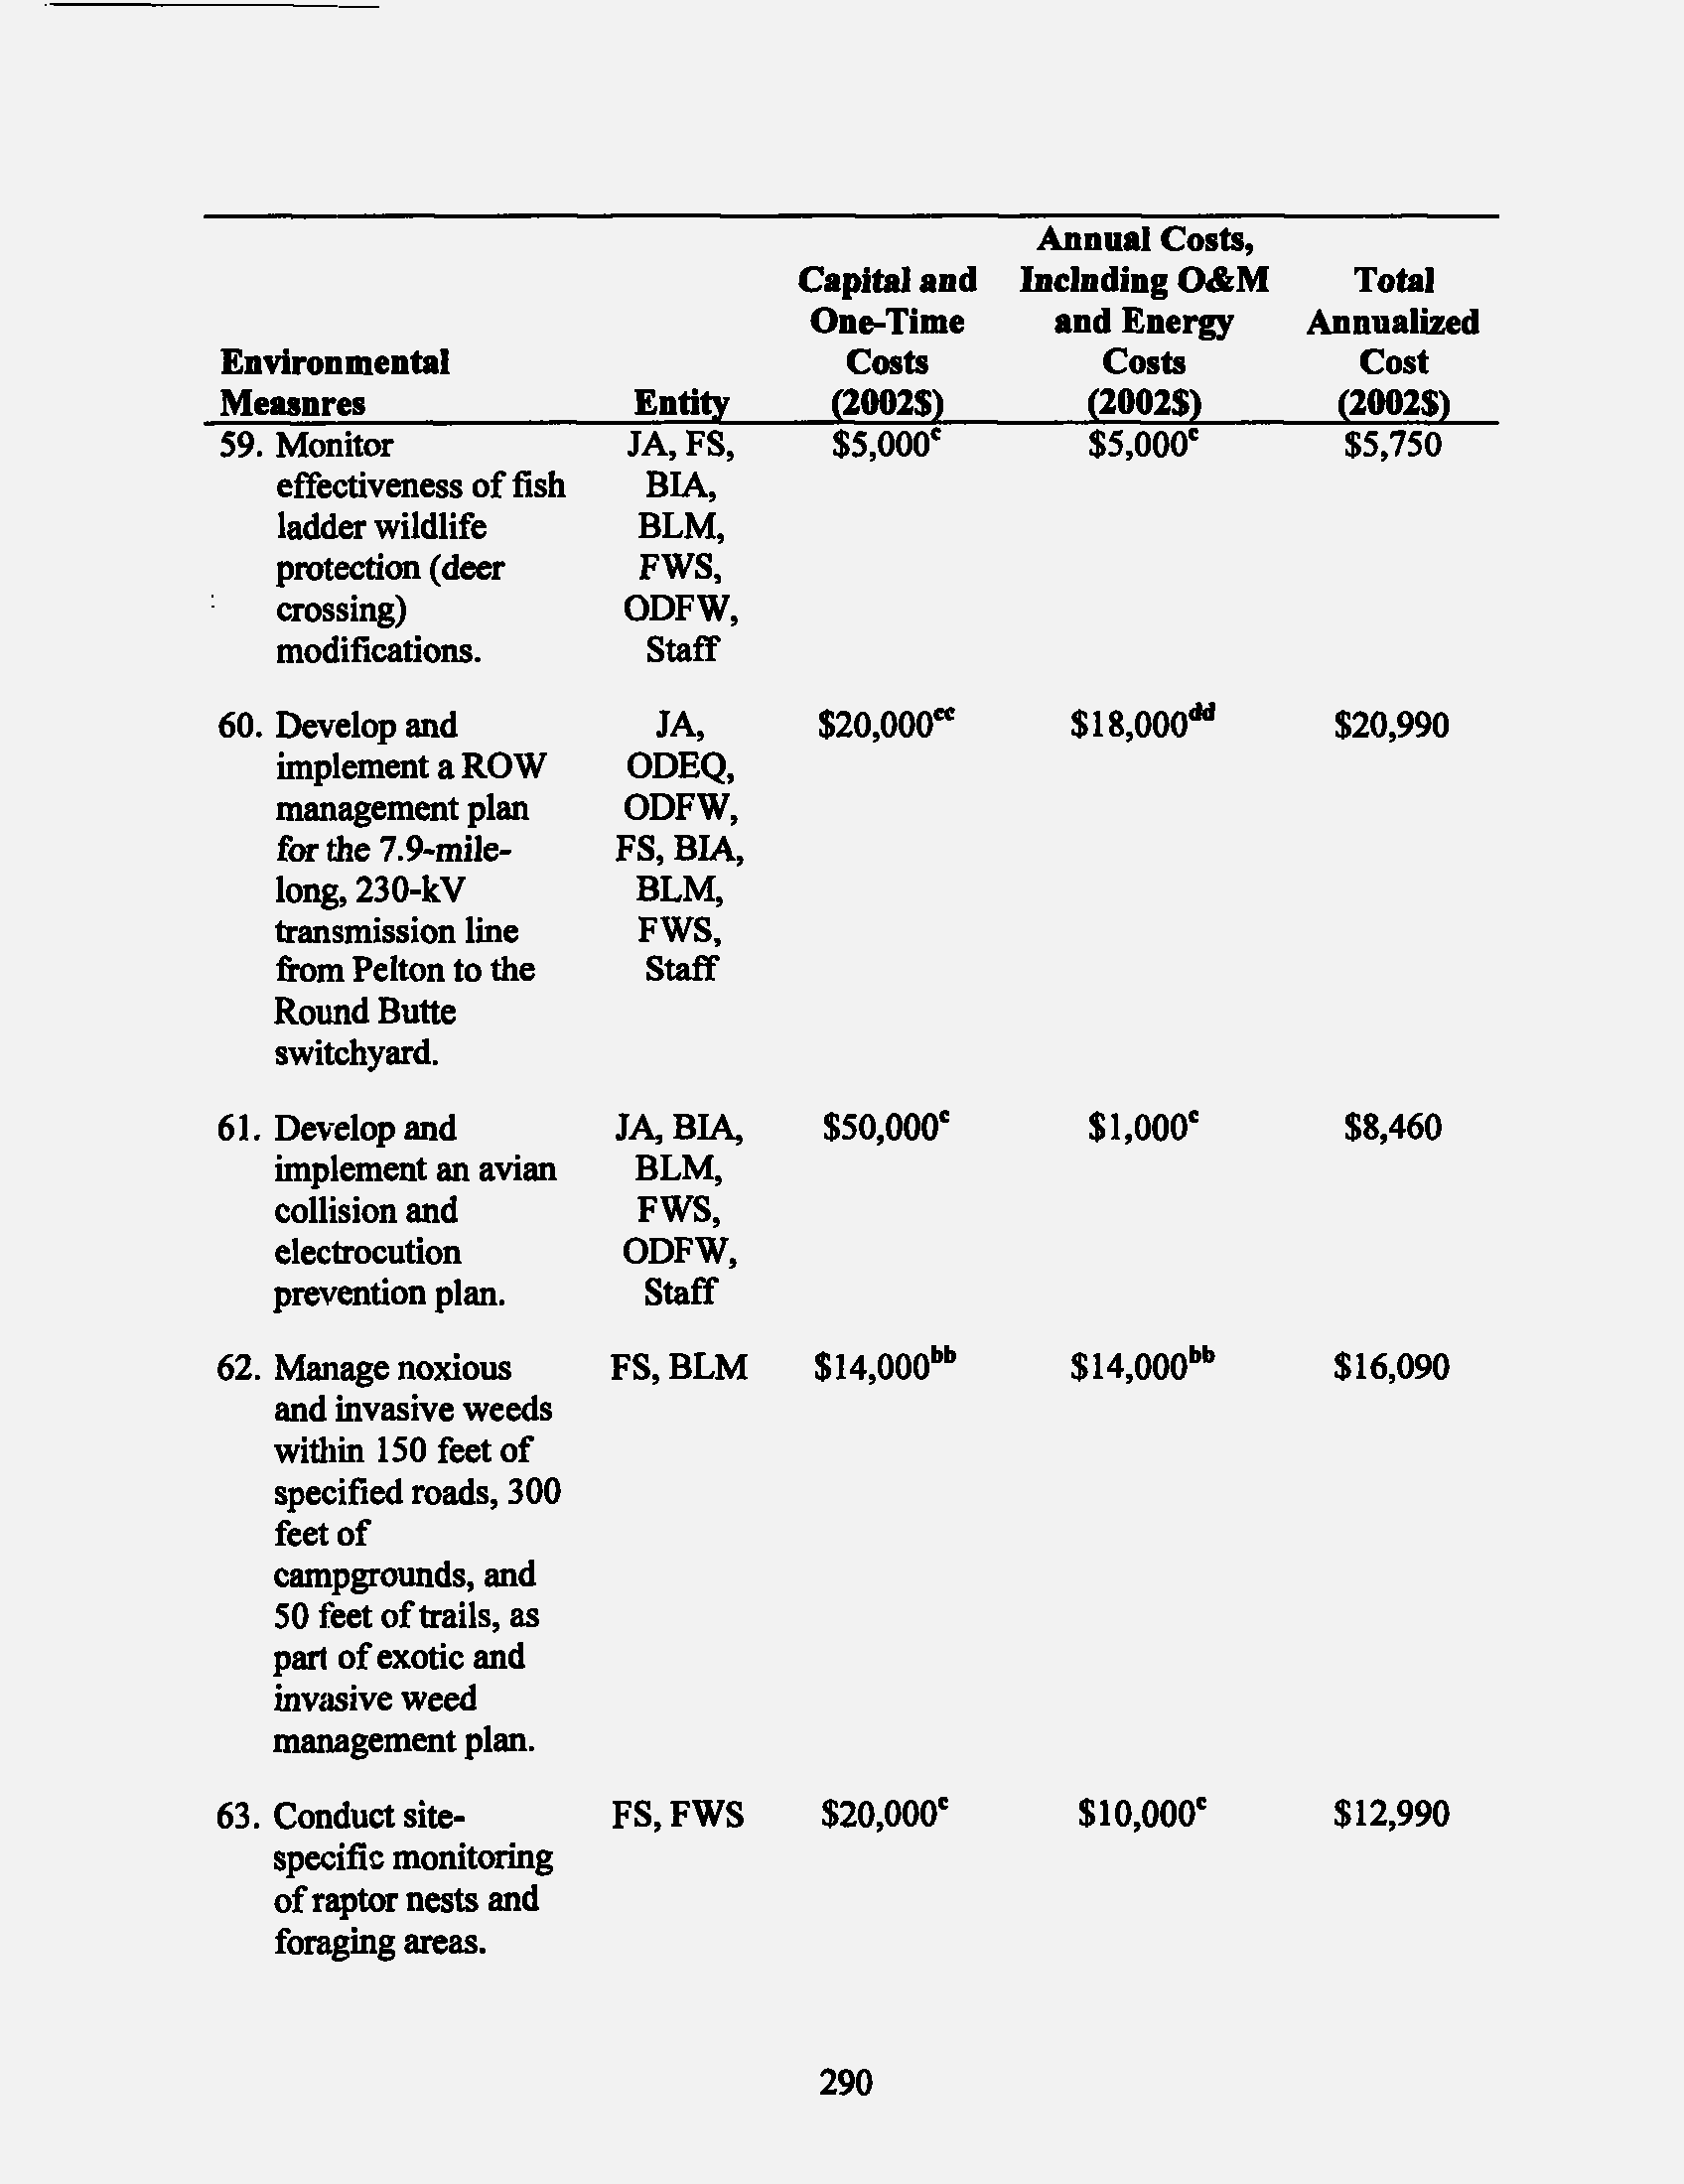 Annual Costs,
Capital and Inclnding O&M Total
One-Time and Energy Annualized
Environmental Costs Costs Cost
Measnres Entity (2002$) (2002$) (2002$)
59. Monitor JA, FS, $5,000c $5,000c $5,750
effectiveness of fish BIA,
ladder wildlife BLM,
protection (deer FWS,
crossing) ODFW,
modifications. Staff
60. Develop and JA, $20,000cc $18,000dd $20,990
implement a ROW ODEQ,
management plan ODFW,
for the 7.9-mile- FS, BIA,
long, 230-kV BLM,
transmission line FWS,
from Pelton to the Staff
Round Butte
switchyard.
61. Develop and JA, BIA, $50,000c $1,000c $8,460
implement an avian BLM,
collision and FWS,
electrocution ODFW,
prevention plan. Staff
62. Manage noxious FS, BLM $14,000bb $14,000bb $16,090
and invasive weeds
within 150 feet of
specified roads, 300
feet of
campgrounds, and
50 feet of trails, as
part of exotic and
invasive weed
management plan.
63. Conduct site- FS, FWS $20,000c $10,000c $12,990
specific monitoring
of raptor nests and
foraging areas.
290